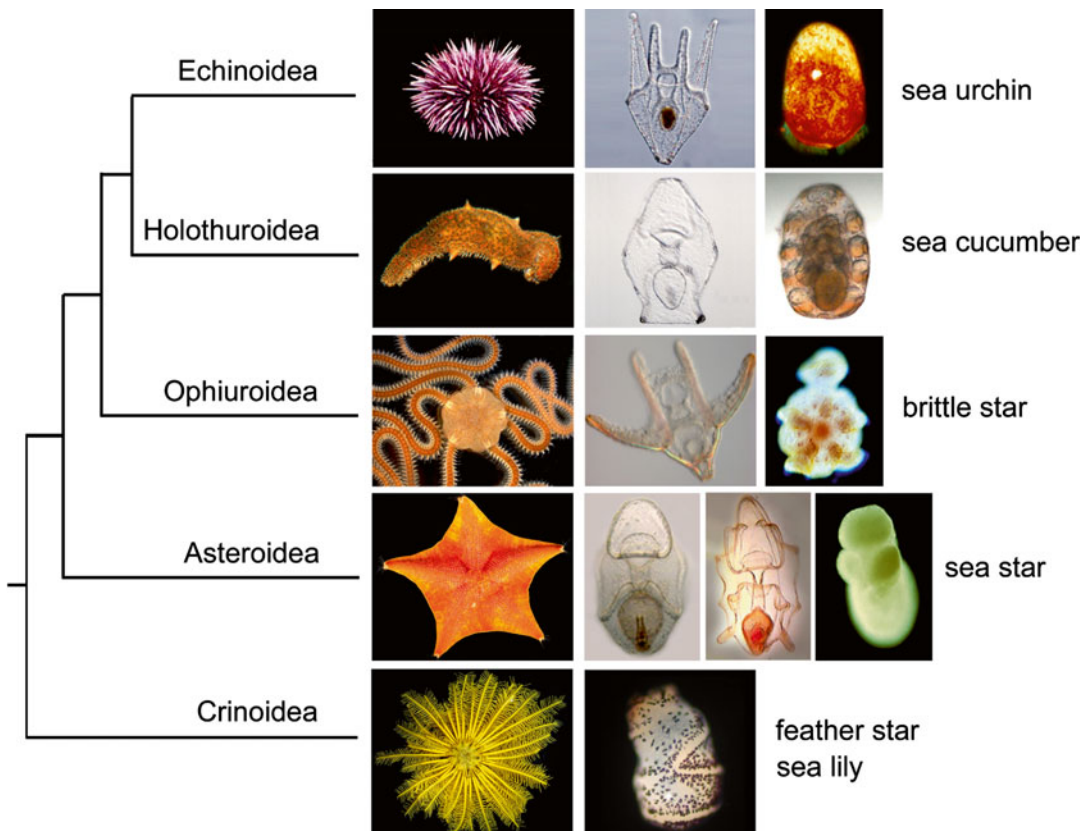 Echinoidea
sea urchin
Holothuroidea
sea cucumber
Ophiuroidea
brittle star
Asteroidea
sea star
Crinoidea
feather star
sea lily